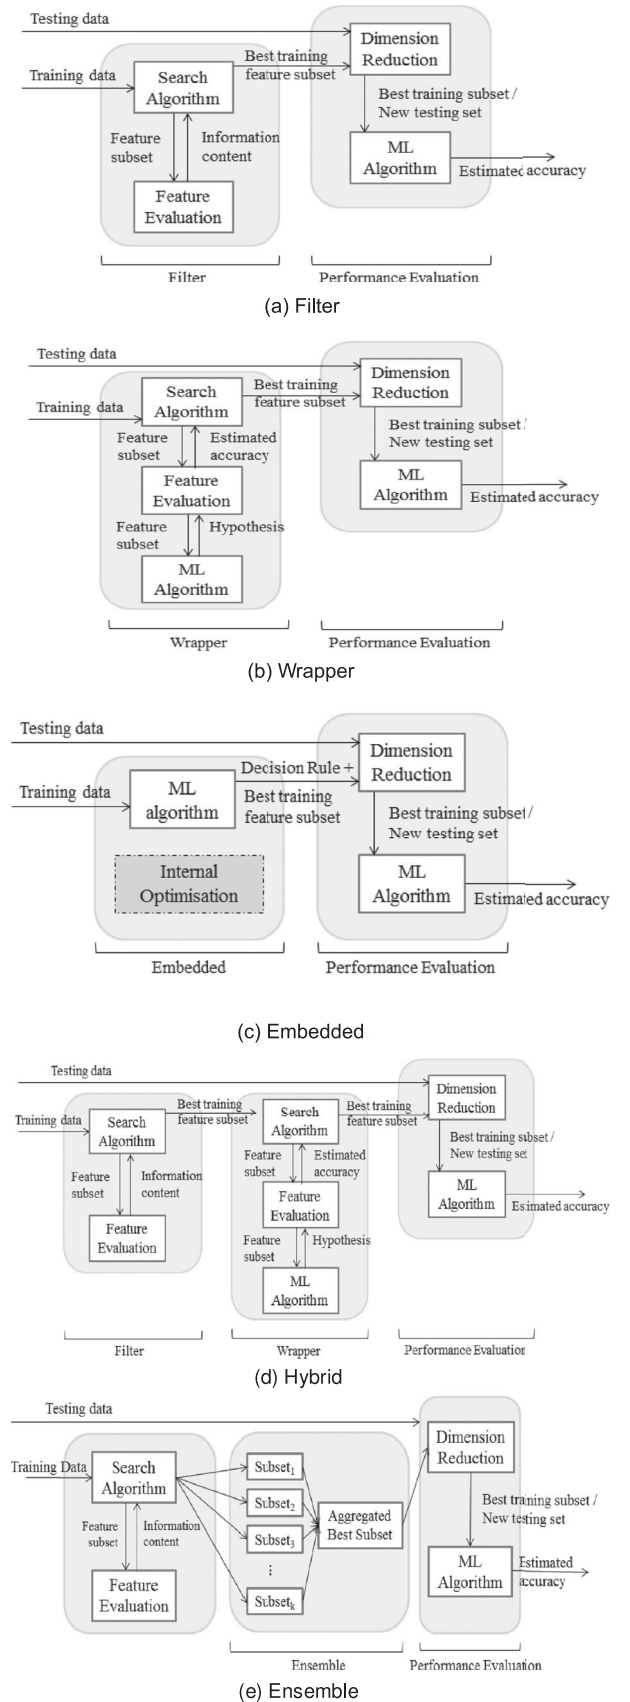 Testing data
Dimension
Reduction
Best training
feature subset
Training data
Search
Algorithm
Best training subset /
New testing set
Feature
subset
Information
content
ML
Algorithm
Estimated accuracy
Feature
Evaluation
Filter
Performance Evaluation
(a) Filter
Testing data
Dimension
Reduction
Best training
feature subset
Search
Algorithm
Training data
Best training subset /
New testing set
Feature
subset
Estimated
accuracy
ML
Algorithm
Feature
Evaluation
Estimated accuracy
Feature
subset
Hypothesis
ML
Algorithm
Wrapper
Performance Evaluation
(b) Wrapper
Testing data
Dimension
Reduction
Decision Rule +
Best training
feature subset
Training data
ML
algorithm
Best training subset /
New testing set
Internal
Optimisation
ML
Algorithm
Estimated accuracy
Embedded
Performance Evaluation
(c) Embedded
Testing data
Dimension
Reduction
Best training
feature subset
Best training
feature subset
Training data
Search
Algorithm
Search
Algorithm
Best training subset /
New testing set
Feature
subset
Information
content
Feature
subset
Estimated
accuracy
ML
Algorithm
Feature
Evaluation
Feature
Evaluation
Estimated accuracy
Feature
subset
Hypothesis
ML
Algorithm
Filter
Wrapper
Performance Evaluation
(d) Hybrid
Testing data
Dimension
Reduction
Training Data
Search
Algorithm
Subset1
Subset2
Subset3
⋮
Subsetk
Aggregated
Best Subset
Best training subset /
New testing set
Feature
subset
Information
content
Feature
Evaluation
ML
Algorithm
Estimated
accuracy
Ensemble
Performance Evaluation
(e) Ensemble